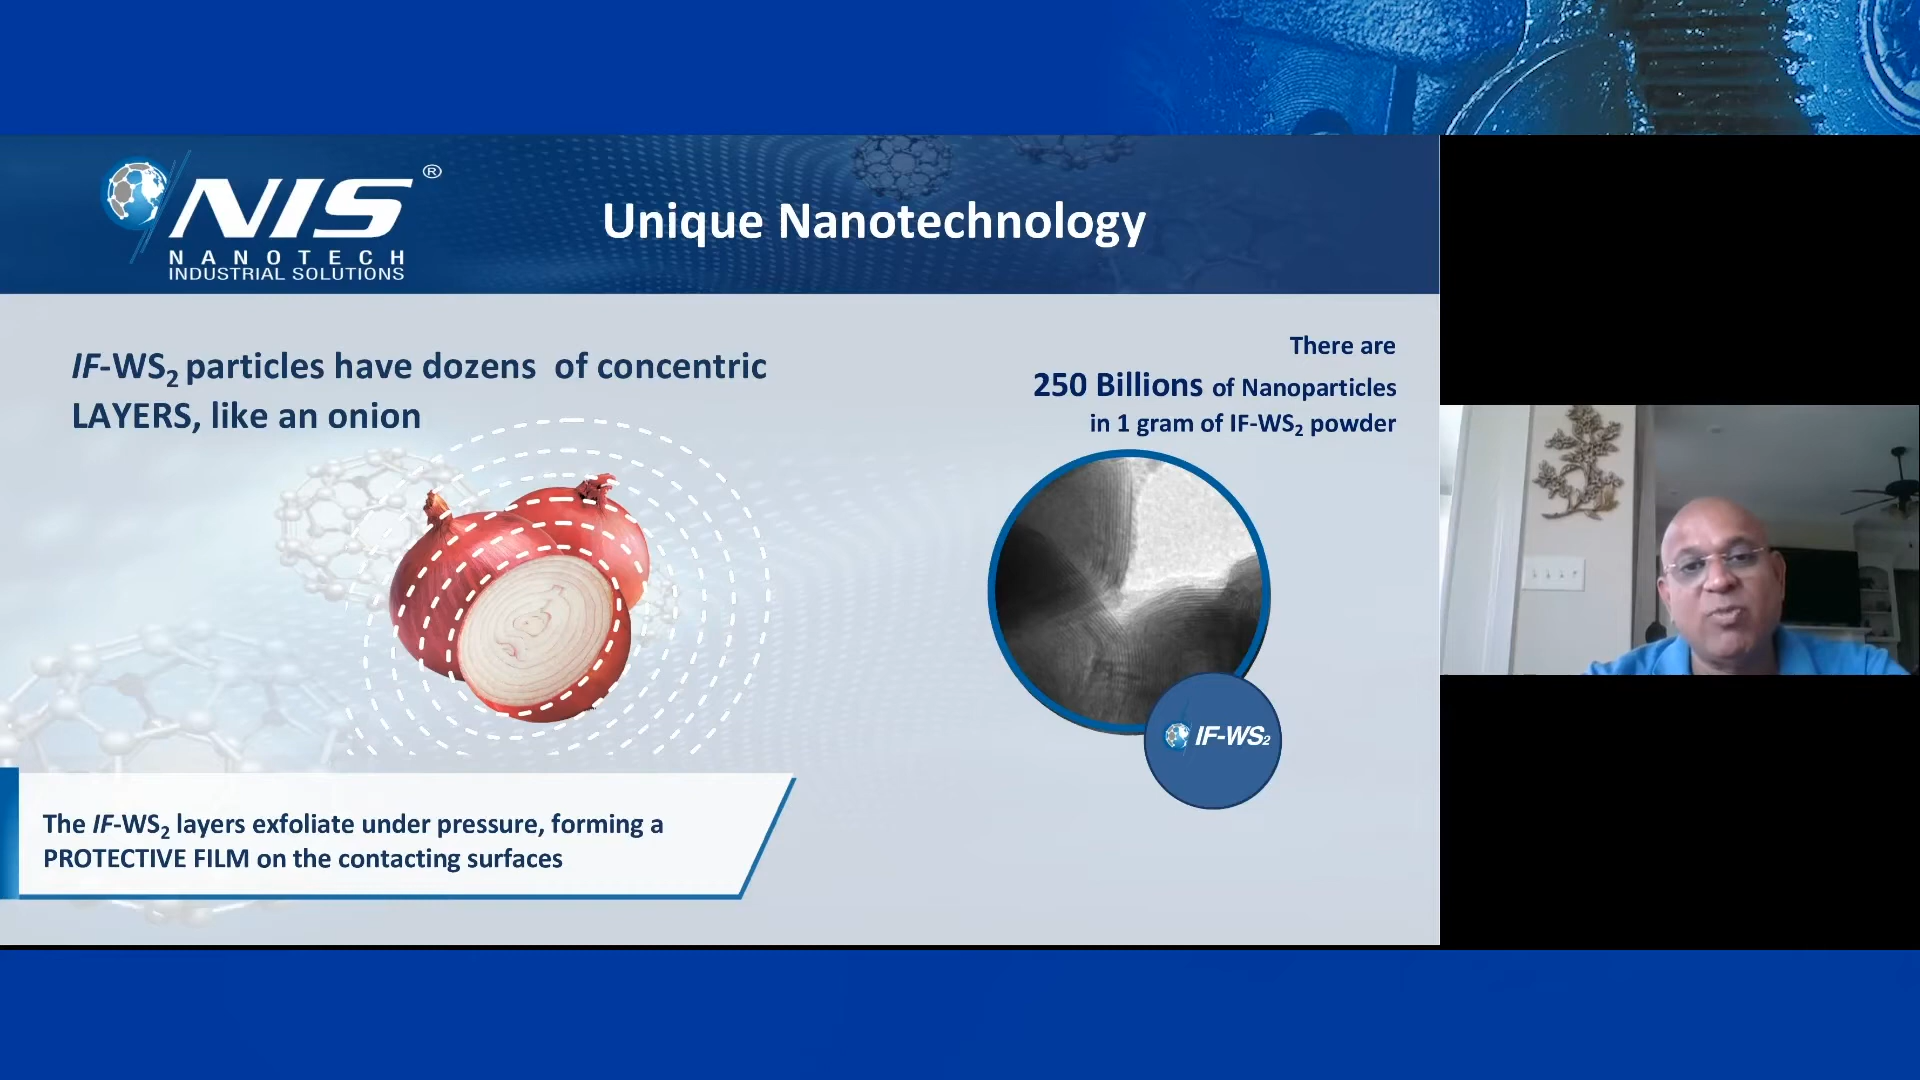 NIS ®
NANOTECH
INDUSTRIAL SOLUTIONS
Unique Nanotechnology
IF-WS2 particles have dozens of concentric
LAYERS, like an onion
There are
250 Billions of Nanoparticles
in 1 gram of IF-WS2 powder
IF-WS2
The IF-WS2 layers exfoliate under pressure, forming a
PROTECTIVE FILM on the contacting surfaces